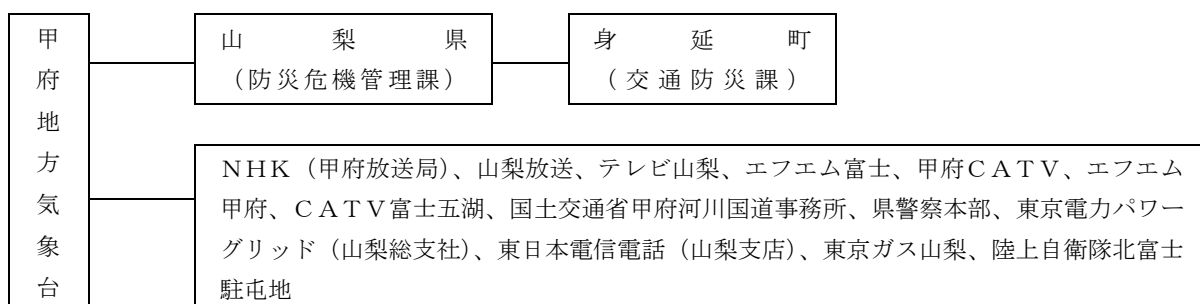 甲府地方気象台
山梨県
（防災危機管理課）
身延町
（交通防災課）
ＮＨＫ（甲府放送局）、山梨放送、テレビ山梨、エフエム富士、甲府ＣＡＴＶ、エフエム
甲府、ＣＡＴＶ富士五湖、国土交通省甲府河川国道事務所、県警察本部、東京電力パワー
グリッド（山梨総支社）、東日本電信電話（山梨支店）、東京ガス山梨、陸上自衛隊北富士
駐屯地